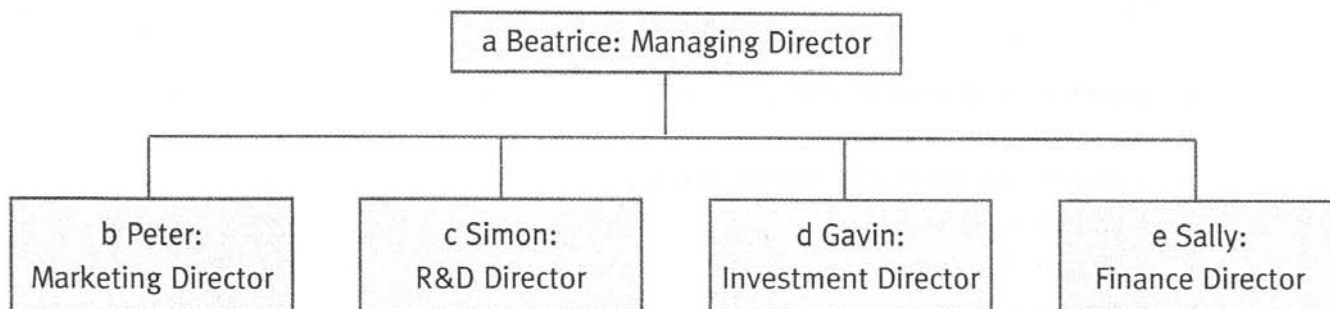 a Beatrice: Managing Director
b Peter:
Marketing Director
c Simon:
R&D Director
d Gavin:
Investment Director
e Sally:
Finance Director